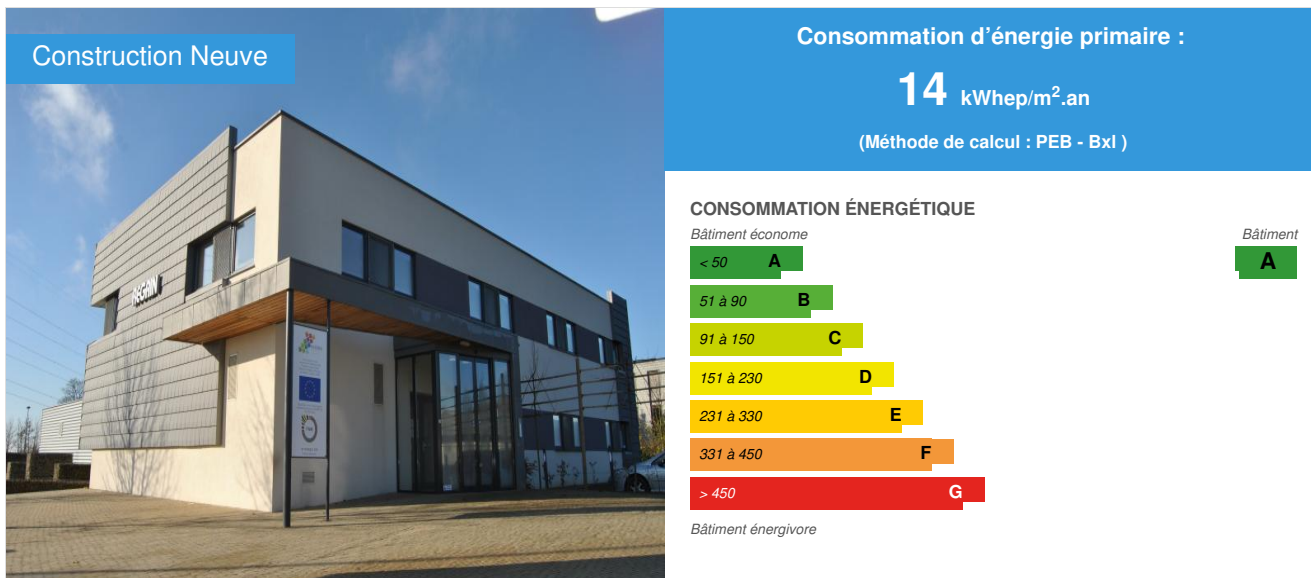 Construction Neuve
Consommation d'énergie primaire :
14 kWhep/m².an
(Méthode de calcul : PEB - Bxl )
CONSOMMATION ÉNERGÉTIQUE
Bâtiment économe
Bâtiment
< 50 A
A
51 à 90 B
91 à 150 C
151 à 230 D
231 à 330 E
331 à 450 F
> 450 G
Bâtiment énergivore